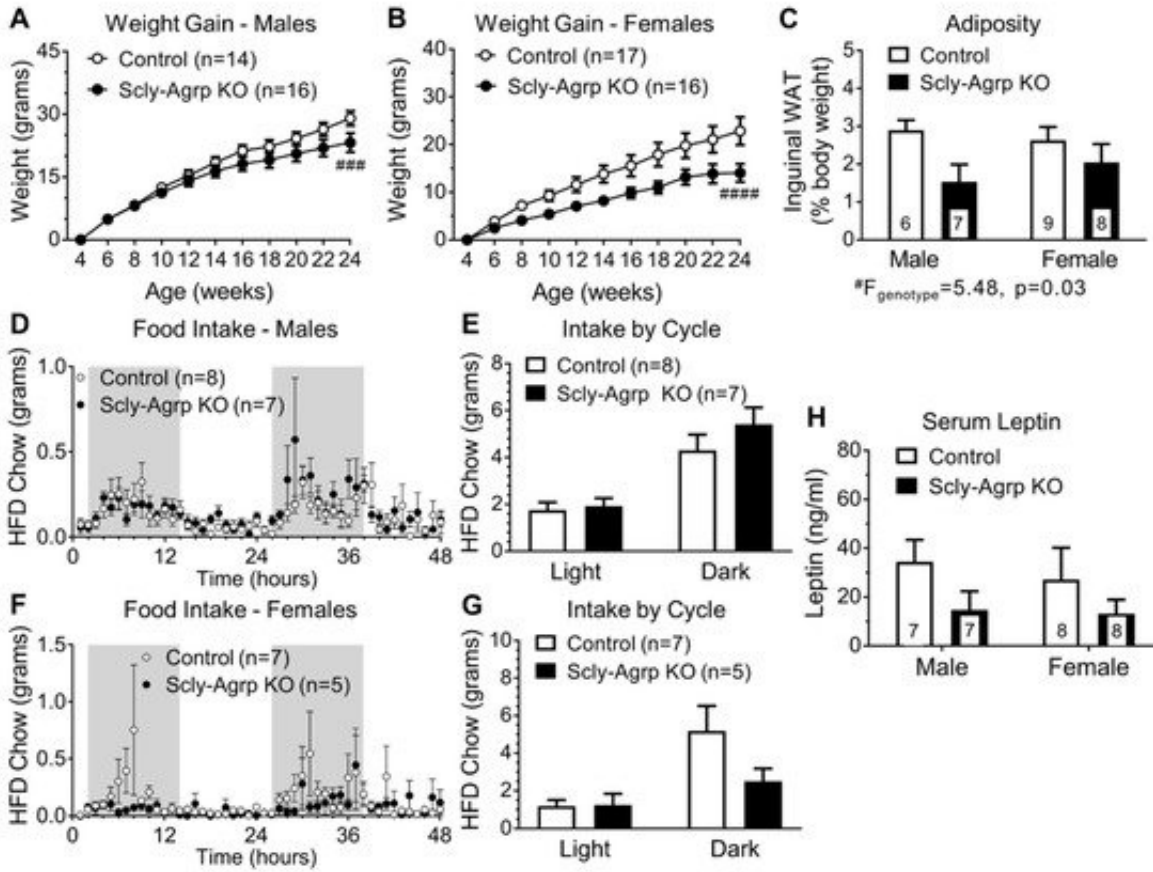 A
Weight Gain - Males
Control (n=14)
Scly-Agrp KO (n=16)
Weight (grams)
45
30
15
0
4 6 8 10 12 14 16 18 20 22 24
###
Age (weeks)
B
Weight Gain - Females
Control (n=17)
Scly-Agrp KO (n=16)
Weight (grams)
40
30
20
10
0
4 6 8 10 12 14 16 18 20 22 24
####
Age (weeks)
C
Adiposity
Control
Scly-Agrp KO
Inguinal WAT
(% body weight)
5
4
3
2
1
0
6 7 9 8
Male Female
#Fgenotype=5.48, p=0.03
D
Food Intake - Males
Control (n=8)
Scly-Agrp KO (n=7)
HFD Chow (grams)
1.0
0.5
0.0
0 12 24 36 48
Time (hours)
E
Intake by Cycle
Control (n=8)
Scly-Agrp KO (n=7)
HFD Chow (grams)
8
6
4
2
0
Light Dark
F
Food Intake - Females
Control (n=7)
Scly-Agrp KO (n=5)
HFD Chow (grams)
1.5
1.0
0.5
0.0
0 12 24 36 48
Time (hours)
G
Intake by Cycle
Control (n=7)
Scly-Agrp KO (n=5)
HFD Chow (grams)
10
8
6
4
2
0
Light Dark
H
Serum Leptin
Control
Scly-Agrp KO
Leptin (ng/ml)
80
60
40
20
0
7 7 8 8
Male Female